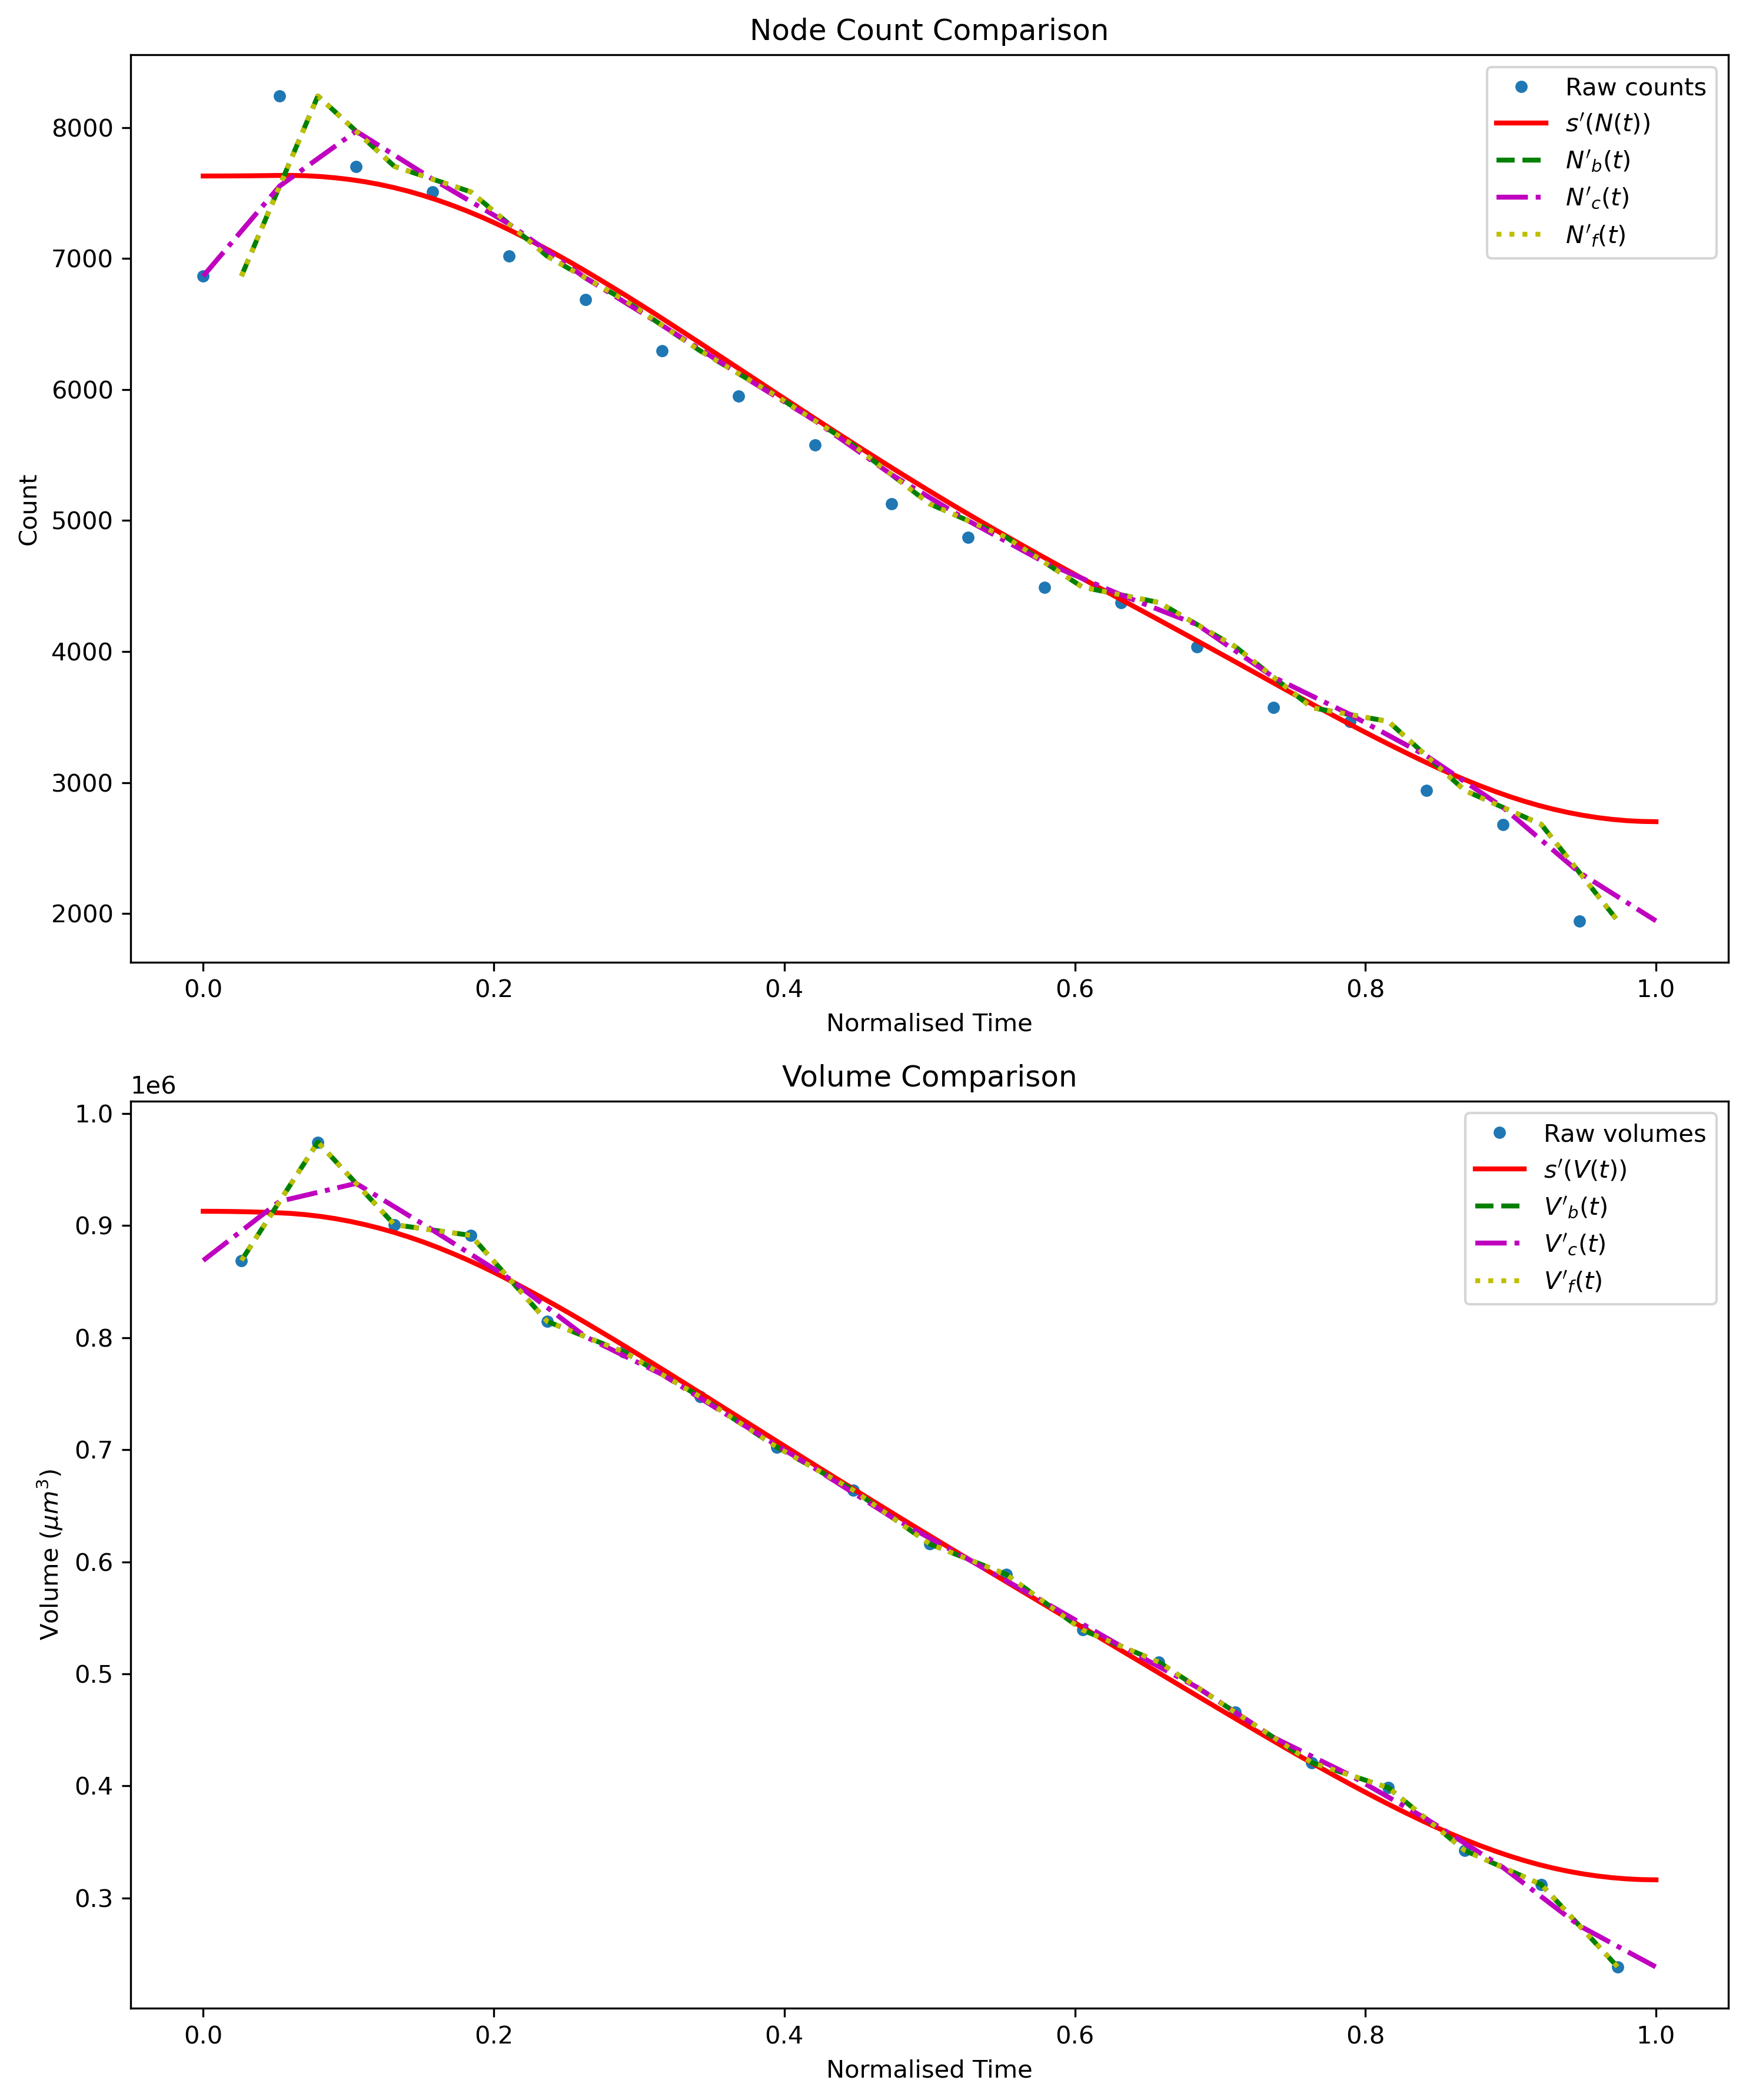 Node Count Comparison
8000
7000
6000
5000
4000
3000
2000
Count
Raw counts
s′(N(t))
N′b(t)
N′c(t)
N′f(t)
0.0 0.2 0.4 0.6 0.8 1.0
Normalised Time
Volume Comparison
1e6
1.0
0.9
0.8
0.7
0.6
0.5
0.4
0.3
Volume (μm³)
Raw volumes
s′(V(t))
V′b(t)
V′c(t)
V′f(t)
0.0 0.2 0.4 0.6 0.8 1.0
Normalised Time